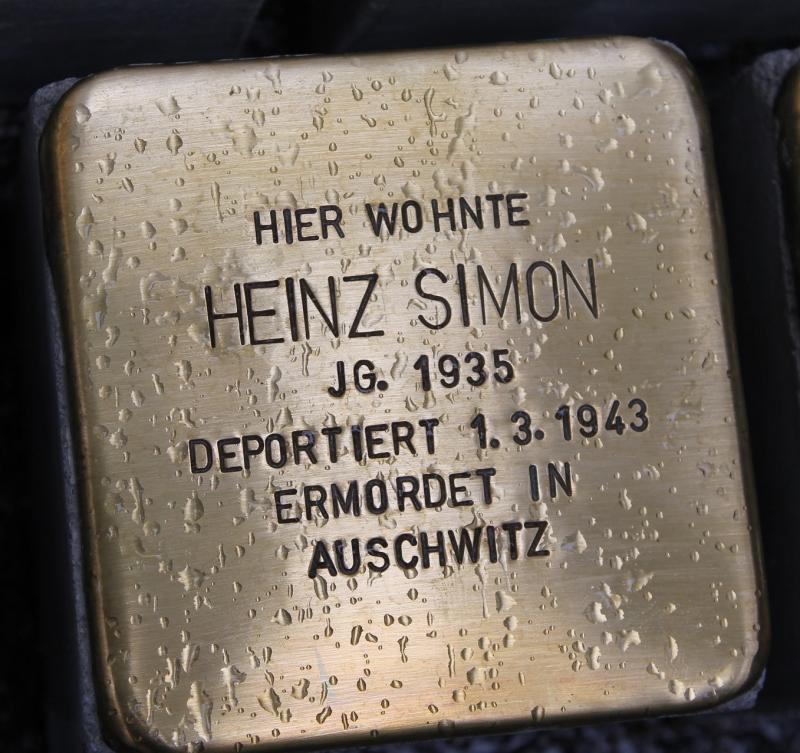 HIER WOHNTE
HEINZ SIMON
JG. 1935
DEPORTIERT 1.3.1943
ERMORDET IN
AUSCHWITZ